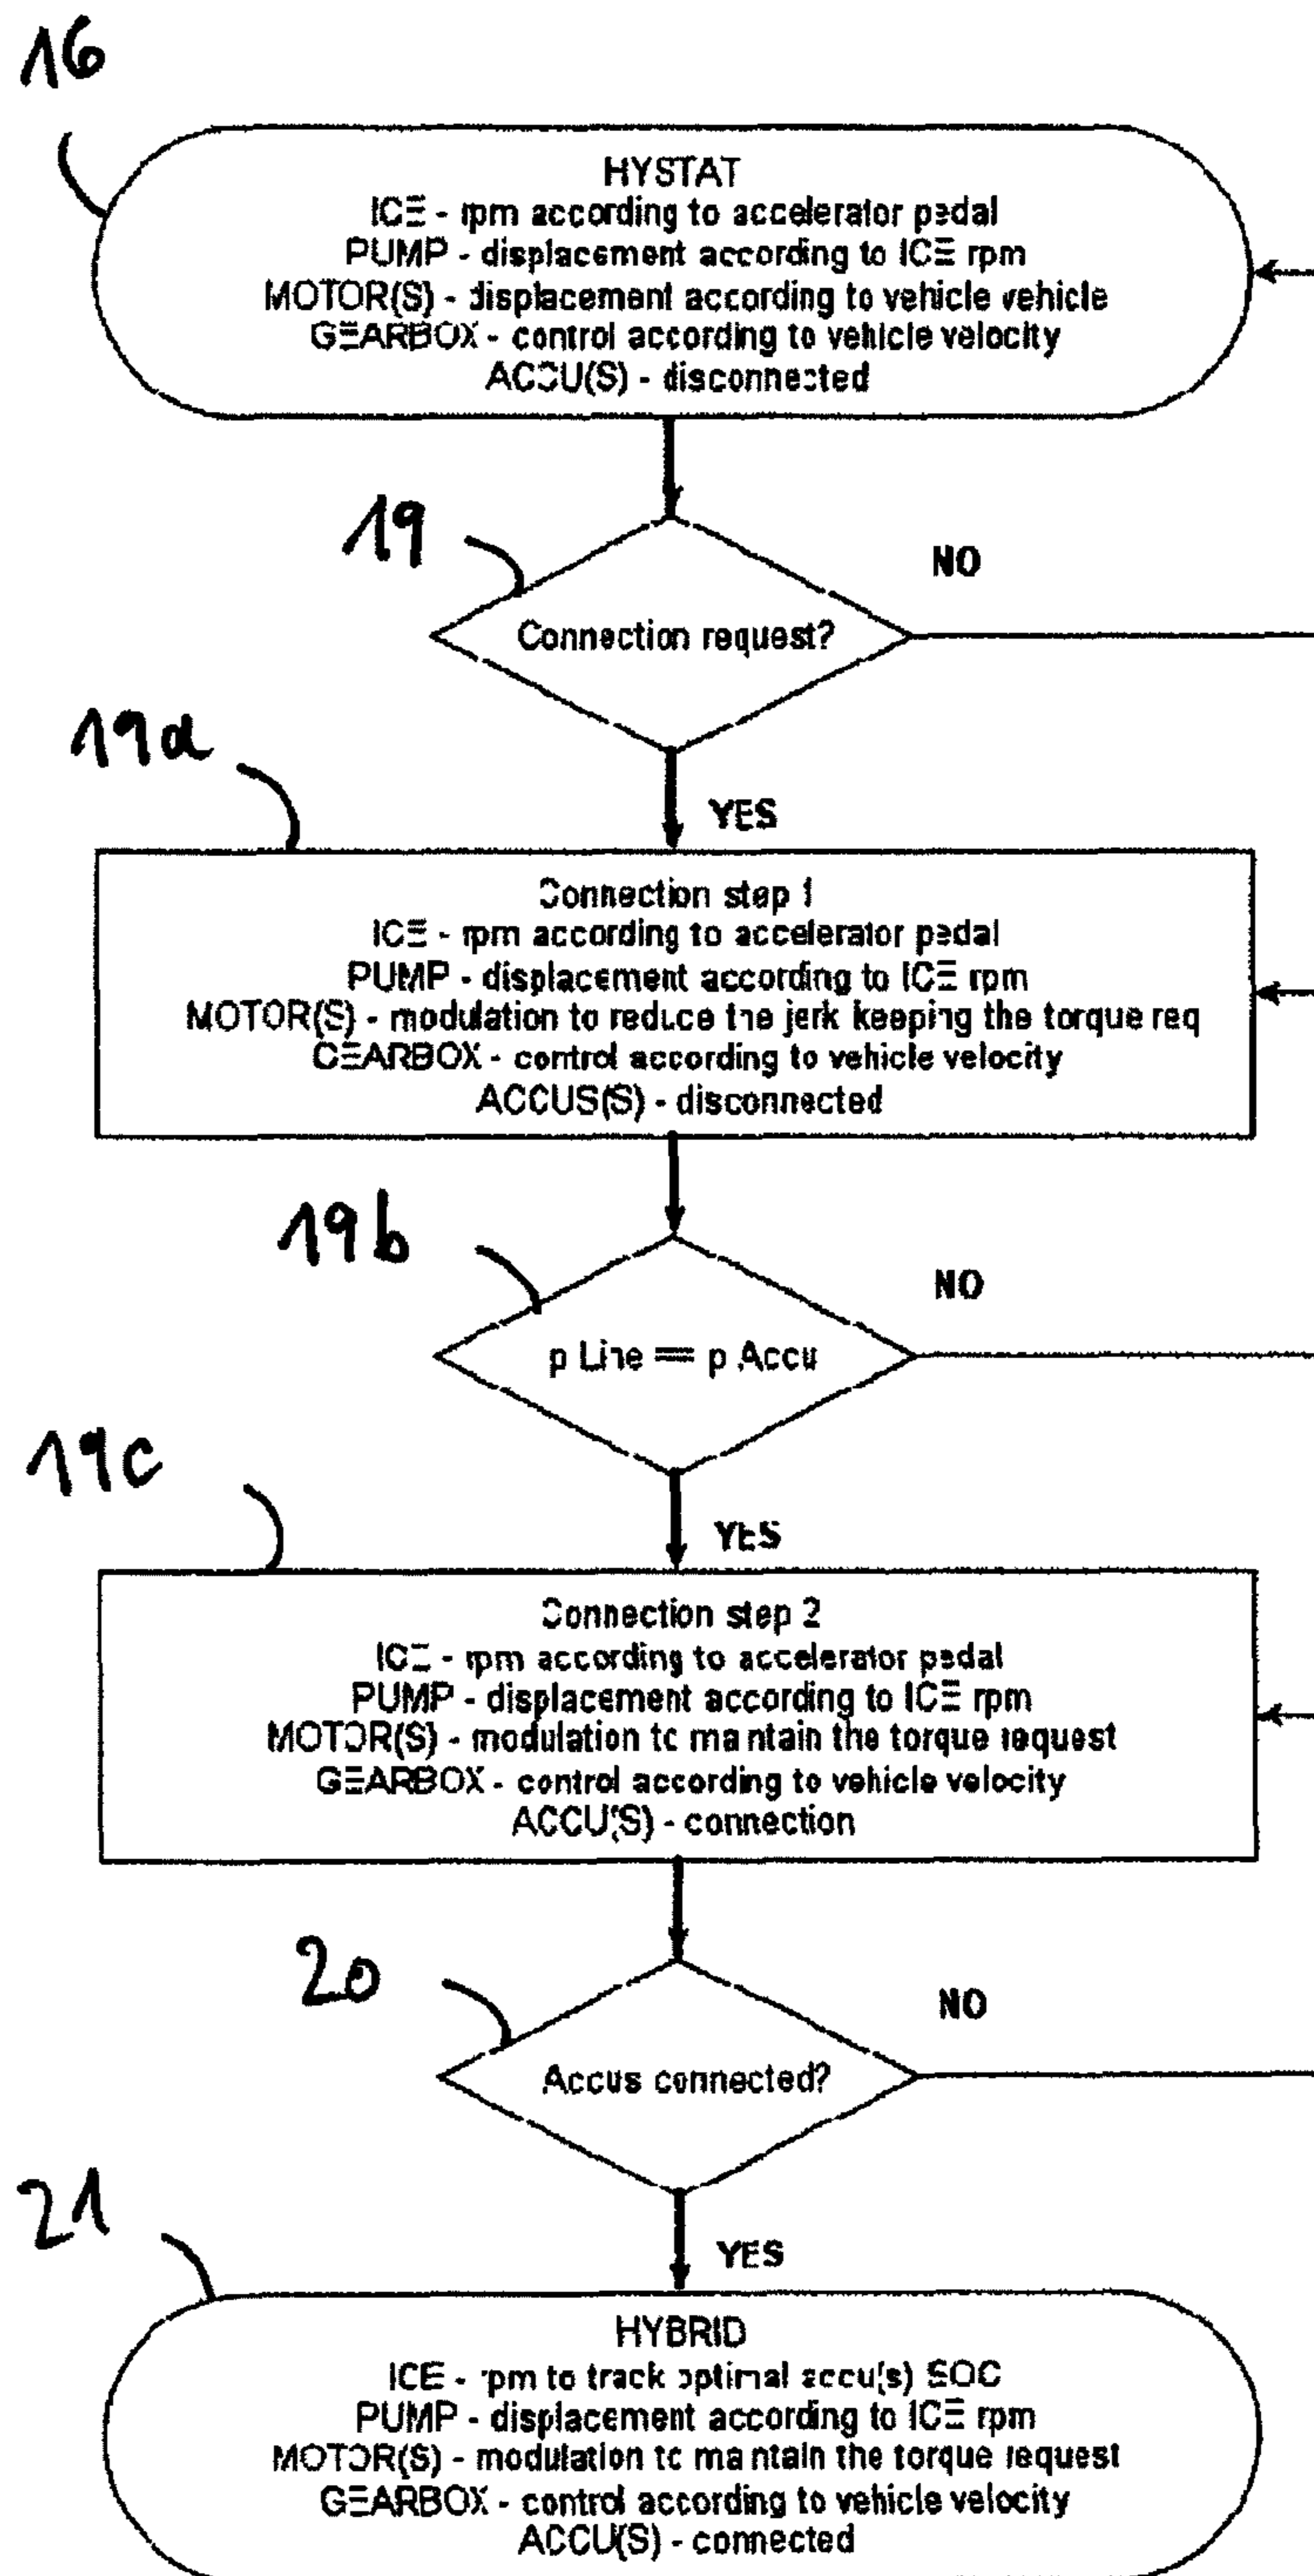 16
HYSTAT
ICE - rpm according to accelerator pedal
PUMP - displacement according to ICE rpm
MOTOR(S) - displacement according to vehicle vehicle
GEARBOX - control according to vehicle velocity
ACCU(S) - disconnected
19
NO
Connection request?
19a
YES
Connection step 1
ICE - rpm according to accelerator pedal
PUMP - displacement according to ICE rpm
MOTOR(S) - modulation to reduce the jerk keeping the torque req
GEARBOX - control according to vehicle velocity
ACCUS(S) - disconnected
19b
NO
p Line == p Accu
19c
YES
Connection step 2
ICE - rpm according to accelerator pedal
PUMP - displacement according to ICE rpm
MOTOR(S) - modulation to maintain the torque request
GEARBOX - control according to vehicle velocity
ACCU(S) - connection
20
NO
Accus connected?
21
YES
HYBRID
ICE - rpm to track optimal accu(s) SOC
PUMP - displacement according to ICE rpm
MOTOR(S) - modulation to maintain the torque request
GEARBOX - control according to vehicle velocity
ACCU(S) - connected